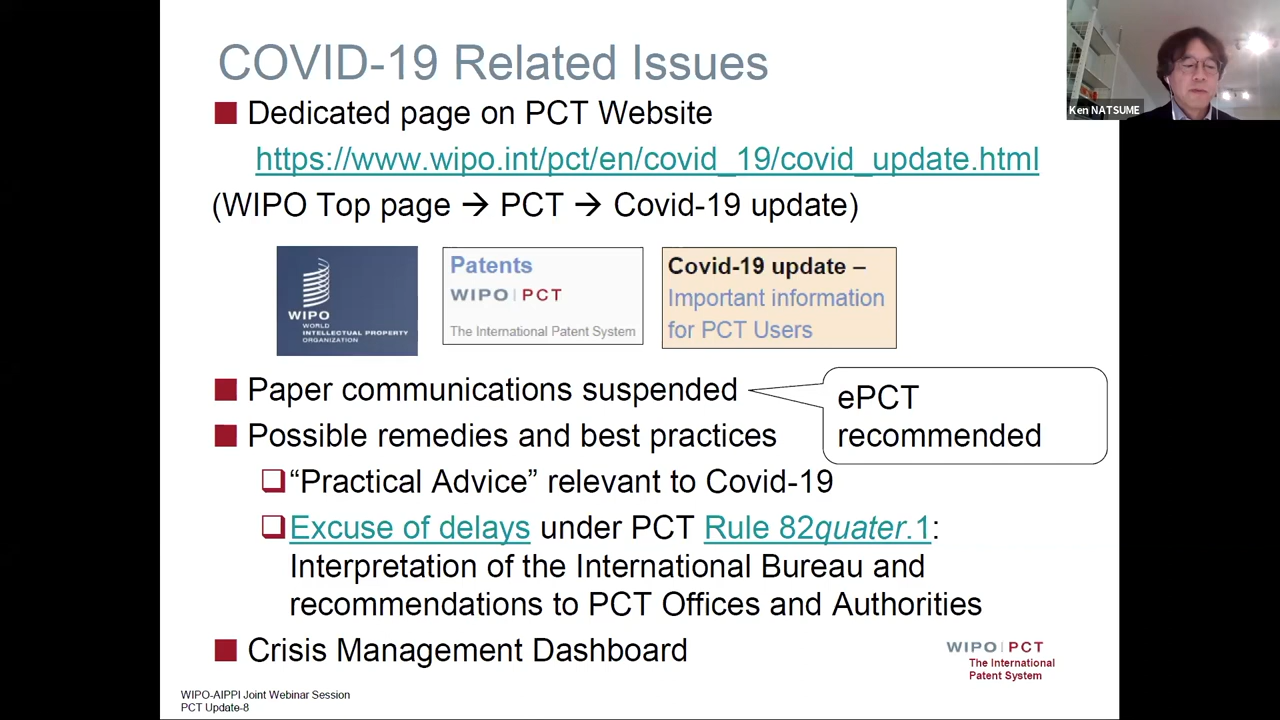 COVID-19 Related Issues
Ken NATSUME
Dedicated page on PCT Website
https://www.wipo.int/pct/en/covid_19/covid_update.html
(WIPO Top page → PCT → Covid-19 update)
WIPO
WORLD
INTELLECTUAL PROPERTY
ORGANIZATION
Patents
WIPO|PCT
The International Patent System
Covid-19 update –
Important information
for PCT Users
Paper communications suspended
ePCT
recommended
Possible remedies and best practices
“Practical Advice” relevant to Covid-19
Excuse of delays under PCT Rule 82quater.1:
Interpretation of the International Bureau and
recommendations to PCT Offices and Authorities
Crisis Management Dashboard
WIPO|PCT
The International
Patent System
WIPO-AIPPI Joint Webinar Session
PCT Update-8